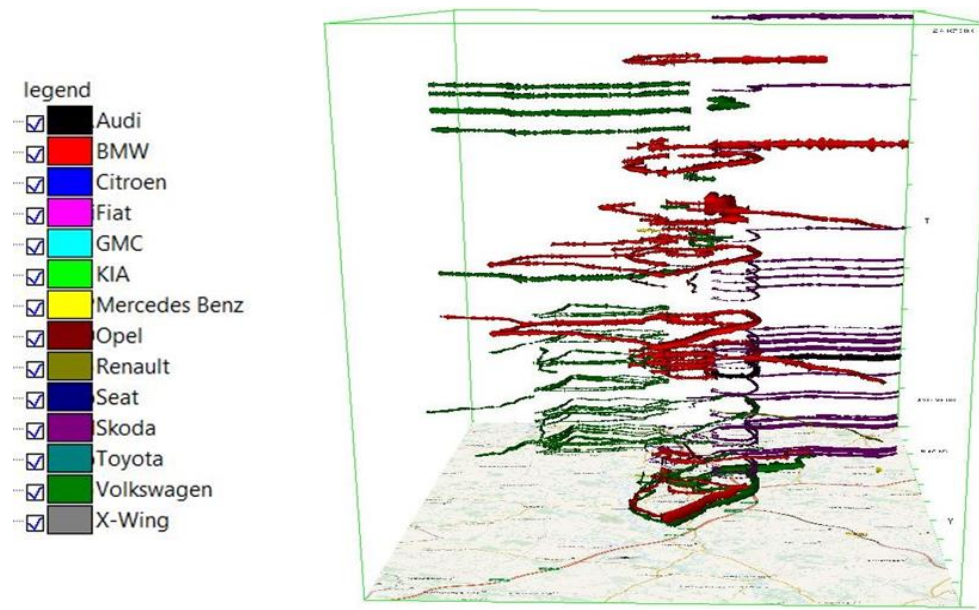 legend
Audi
BMW
Citroen
Fiat
GMC
KIA
Mercedes Benz
Opel
Renault
Seat
Skoda
Toyota
Volkswagen
X-Wing
T
Y